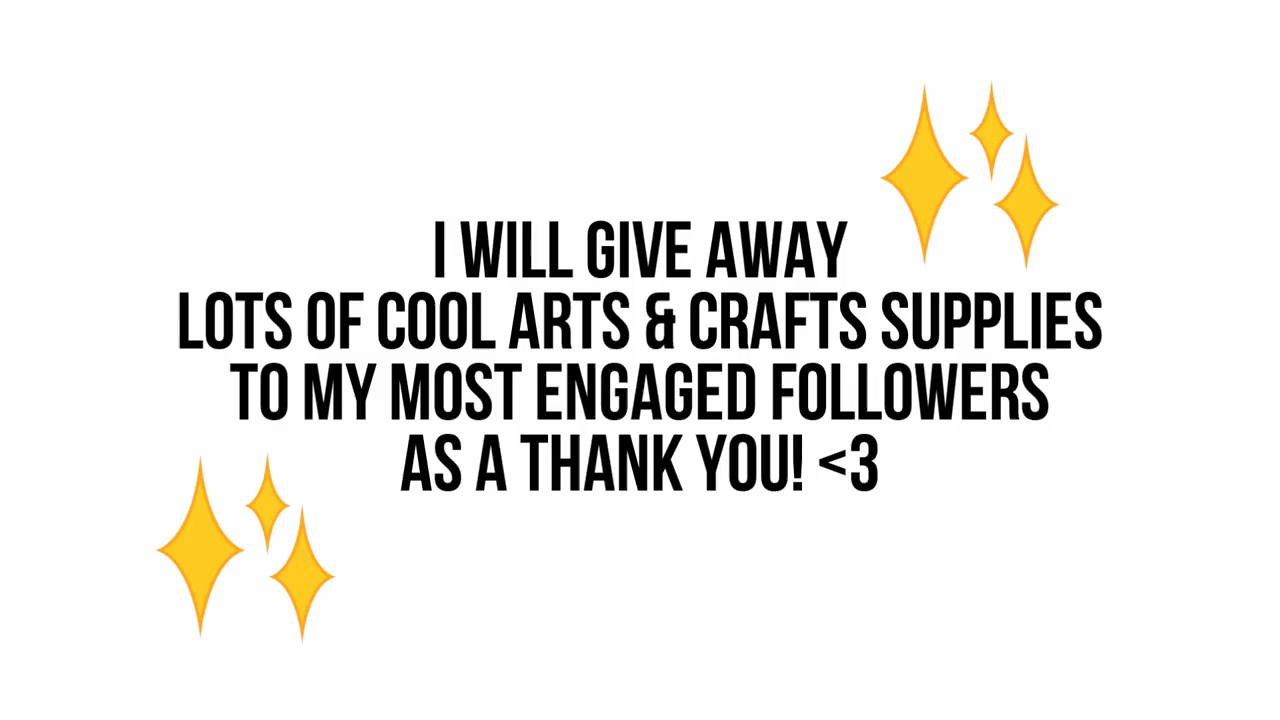 I WILL GIVE AWAY
LOTS OF COOL ARTS & CRAFTS SUPPLIES
TO MY MOST ENGAGED FOLLOWERS
AS A THANK YOU! <3